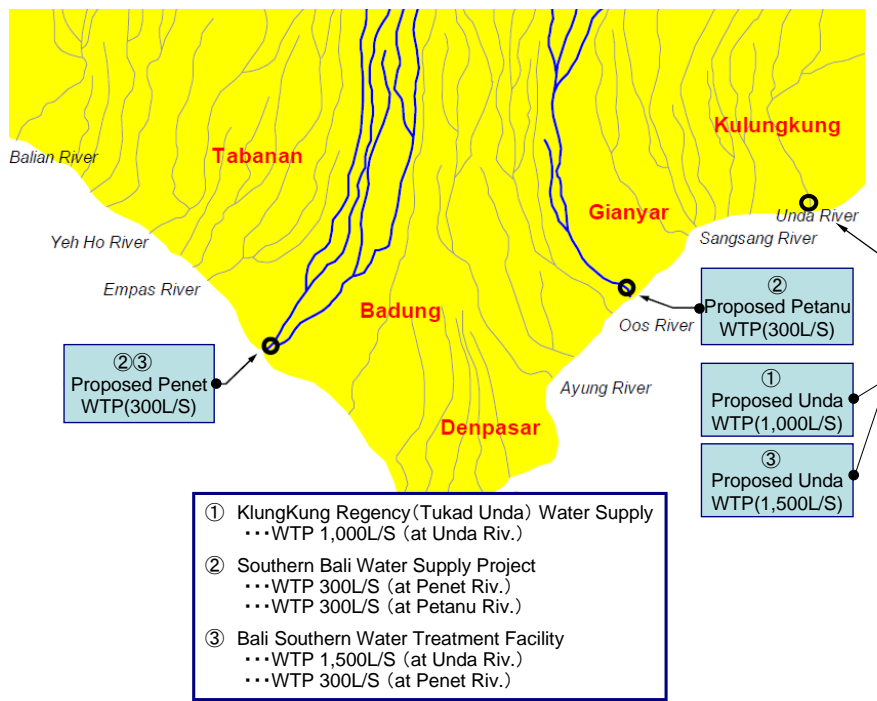 Kulungkung
Balian River
Tabanan
Gianyar
Unda River
Yeh Ho River
Sangsang River
Empas River
Badung
②
Proposed Petanu
WTP(300L/S)
Oos River
②③
Proposed Penet
WTP(300L/S)
Ayung River
①
Proposed Unda
WTP(1,000L/S)
Denpasar
③
Proposed Unda
WTP(1,500L/S)
① KlungKung Regency(Tukad Unda) Water Supply
・・・WTP 1,000L/S (at Unda Riv.)
② Southern Bali Water Supply Project
・・・WTP 300L/S (at Penet Riv.)
・・・WTP 300L/S (at Petanu Riv.)
③ Bali Southern Water Treatment Facility
・・・WTP 1,500L/S (at Unda Riv.)
・・・WTP 300L/S (at Penet Riv.)